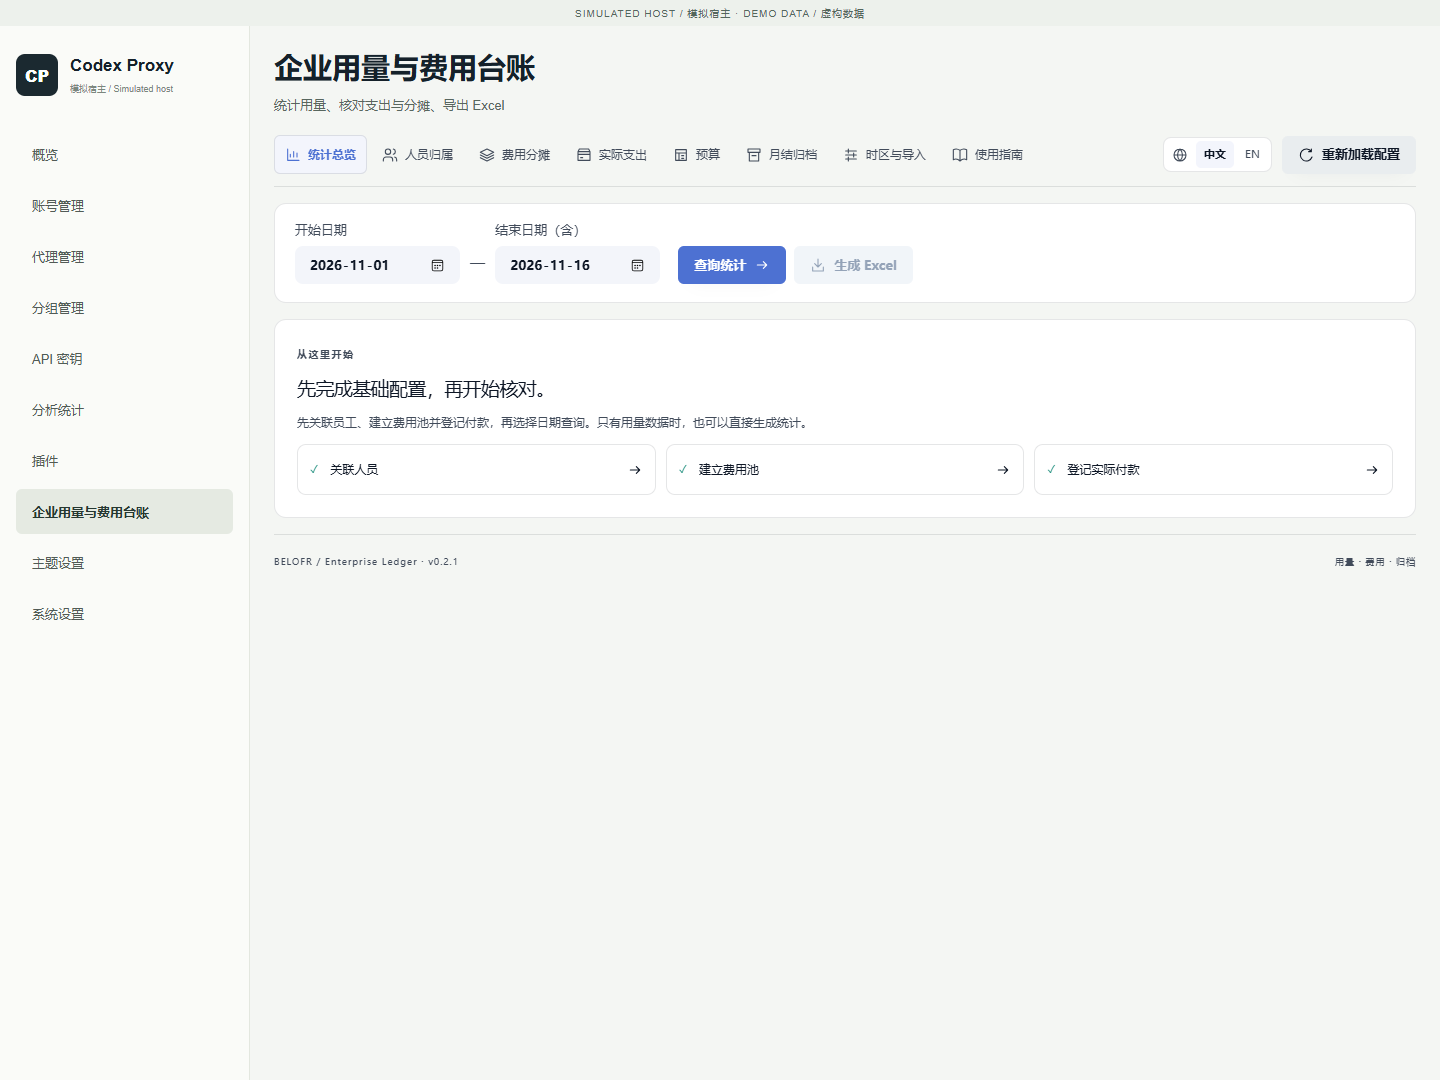 SIMULATED HOST / 模拟宿主 · DEMO DATA / 虚构数据
CP
Codex Proxy
模拟宿主 / Simulated host
概览
账号管理
代理管理
分组管理
API 密钥
分析统计
插件
企业用量与费用台账
主题设置
系统设置
企业用量与费用台账
统计用量、核对支出与分摊、导出 Excel
统计总览
人员归属
费用分摊
实际支出
预算
月结归档
时区与导入
使用指南
中文
EN
重新加载配置
开始日期
结束日期（含）
2026-11-01
—
2026-11-16
查询统计
生成 Excel
从这里开始
先完成基础配置，再开始核对。
先关联员工、建立费用池并登记付款，再选择日期查询。只有用量数据时，也可以直接生成统计。
关联人员
建立费用池
登记实际付款
BELOFR / Enterprise Ledger · v0.2.1
用量 · 费用 · 归档